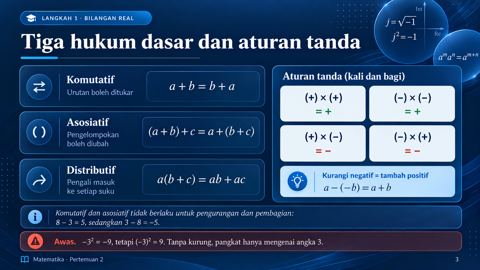 LANGKAH 1 · BILANGAN REAL
Tiga hukum dasar dan aturan tanda
j = √−1
j² = −1
Im
Re
aᵐaⁿ = aᵐ⁺ⁿ
Komutatif
Urutan boleh ditukar
a + b = b + a
Asosiatif
Pengelompokan
boleh diubah
(a + b) + c = a + (b + c)
Distributif
Pengali masuk
ke setiap suku
a(b + c) = ab + ac
Aturan tanda (kali dan bagi)
(+) × (+)
= +
(−) × (−)
= +
(+) × (−)
= −
(−) × (+)
= −
Kurangi negatif = tambah positif
a − (−b) = a + b
Komutatif dan asosiatif tidak berlaku untuk pengurangan dan pembagian:
8 − 3 = 5, sedangkan 3 − 8 = −5.
Awas. −3² = −9, tetapi (−3)² = 9. Tanpa kurung, pangkat hanya mengenai angka 3.
Matematika · Pertemuan 2
3